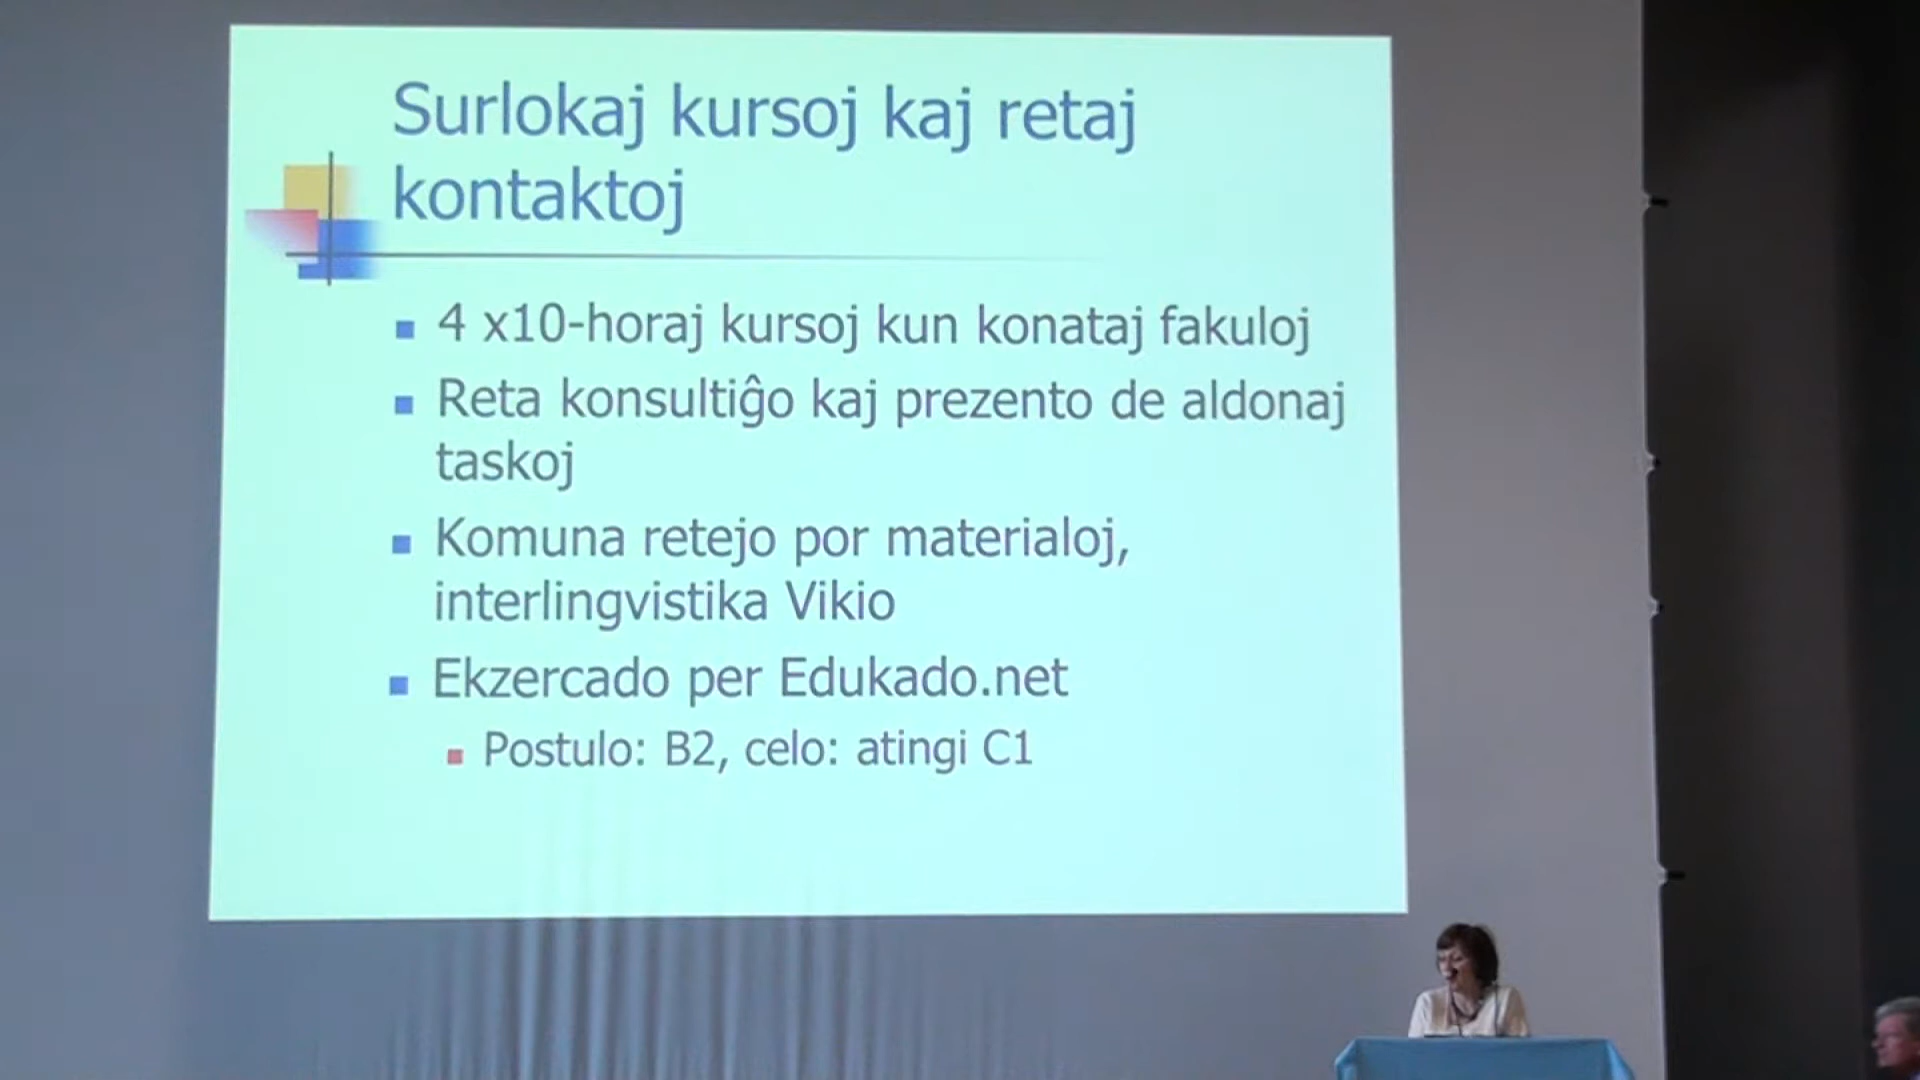 Surlokaj kursoj kaj retaj
kontaktoj
4 x10-horaj kursoj kun konataj fakuloj
Reta konsultiĝo kaj prezento de aldonaj
taskoj
Komuna retejo por materialoj,
interlingvistika Vikio
Ekzercado per Edukado.net
Postulo: B2, celo: atingi C1